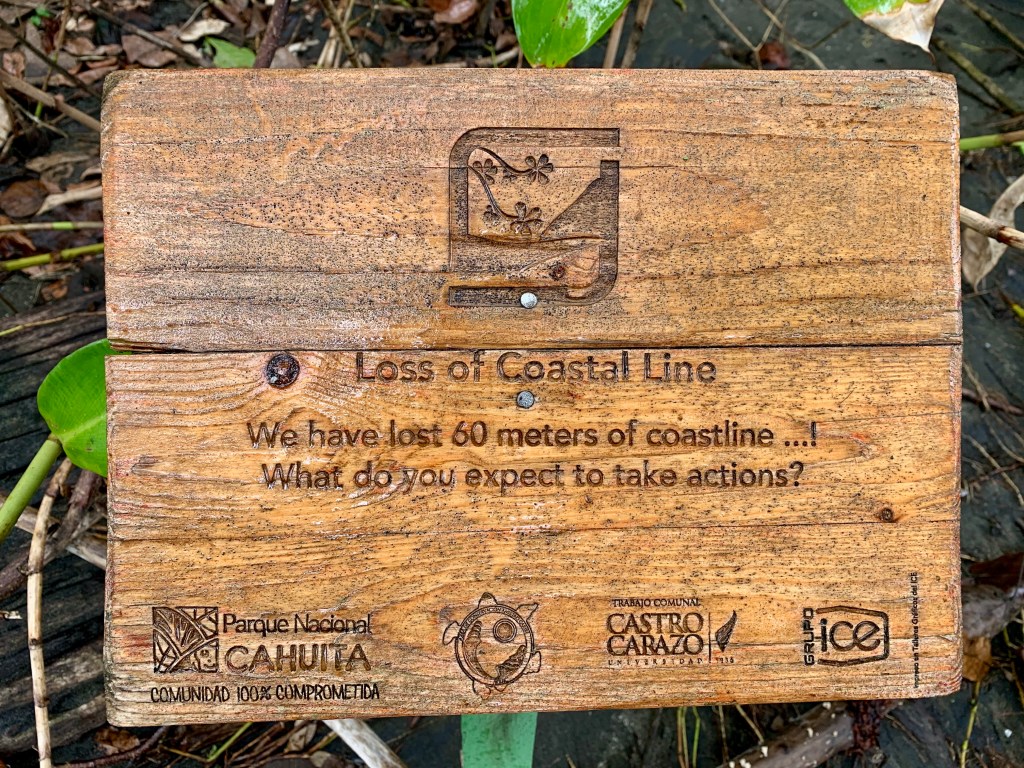 Loss of Coastal Line
We have lost 60 meters of coastline ...!
What do you expect to take actions?
Parque Nacional
CAHUITA
COMUNIDAD 100% COMPROMETIDA
TRABAJO COMUNAL
CASTRO
CARAZO
UNIVERSIDAD
GRUPO
ice